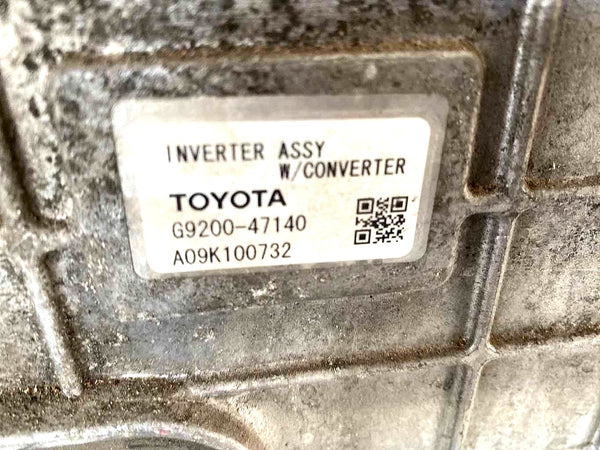 INVERTER ASSY
W/CONVERTER
TOYOTA
G9200-47140
A09K100732